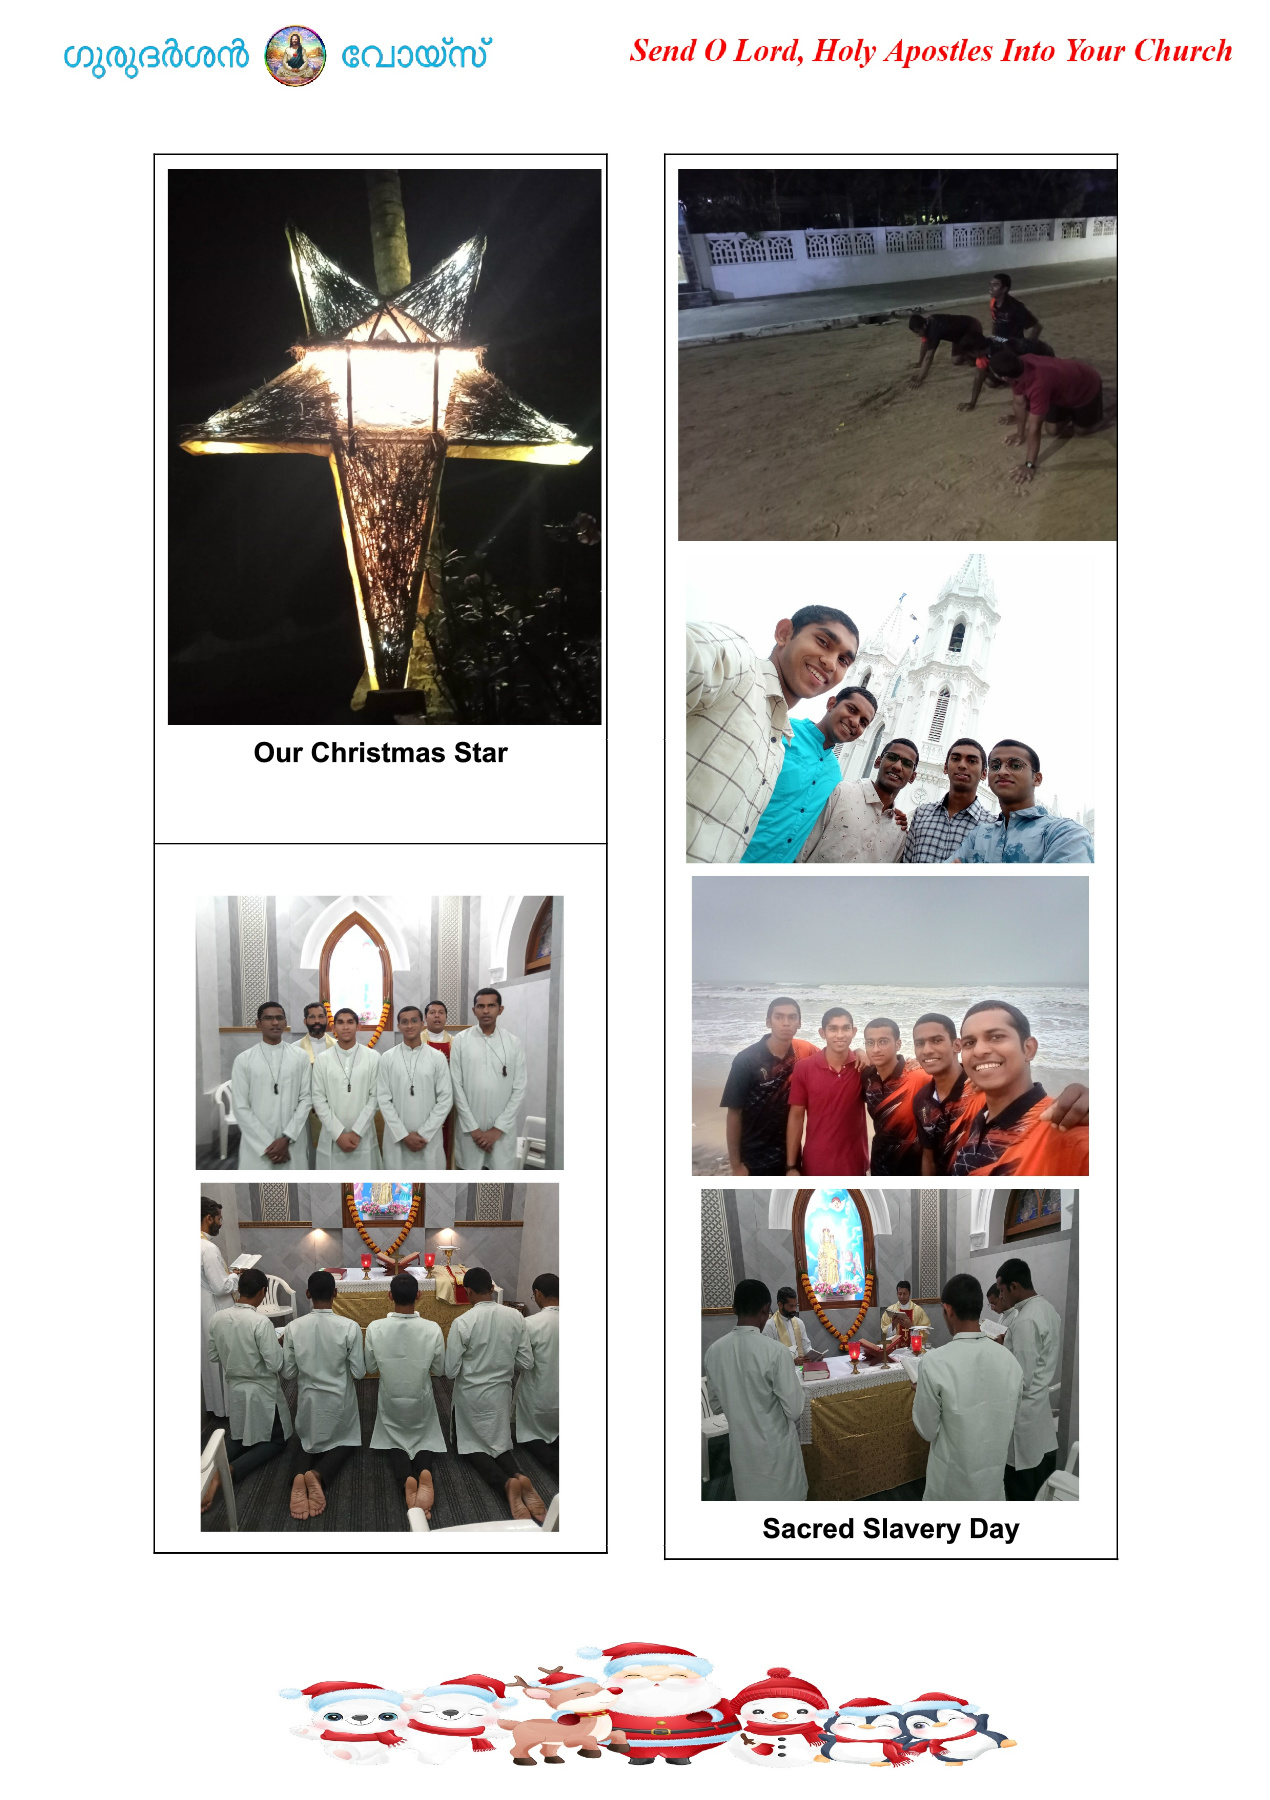 ഗുരുദർശൻ വോയ്സ്
Send O Lord, Holy Apostles Into Your Church
Our Christmas Star
Sacred Slavery Day